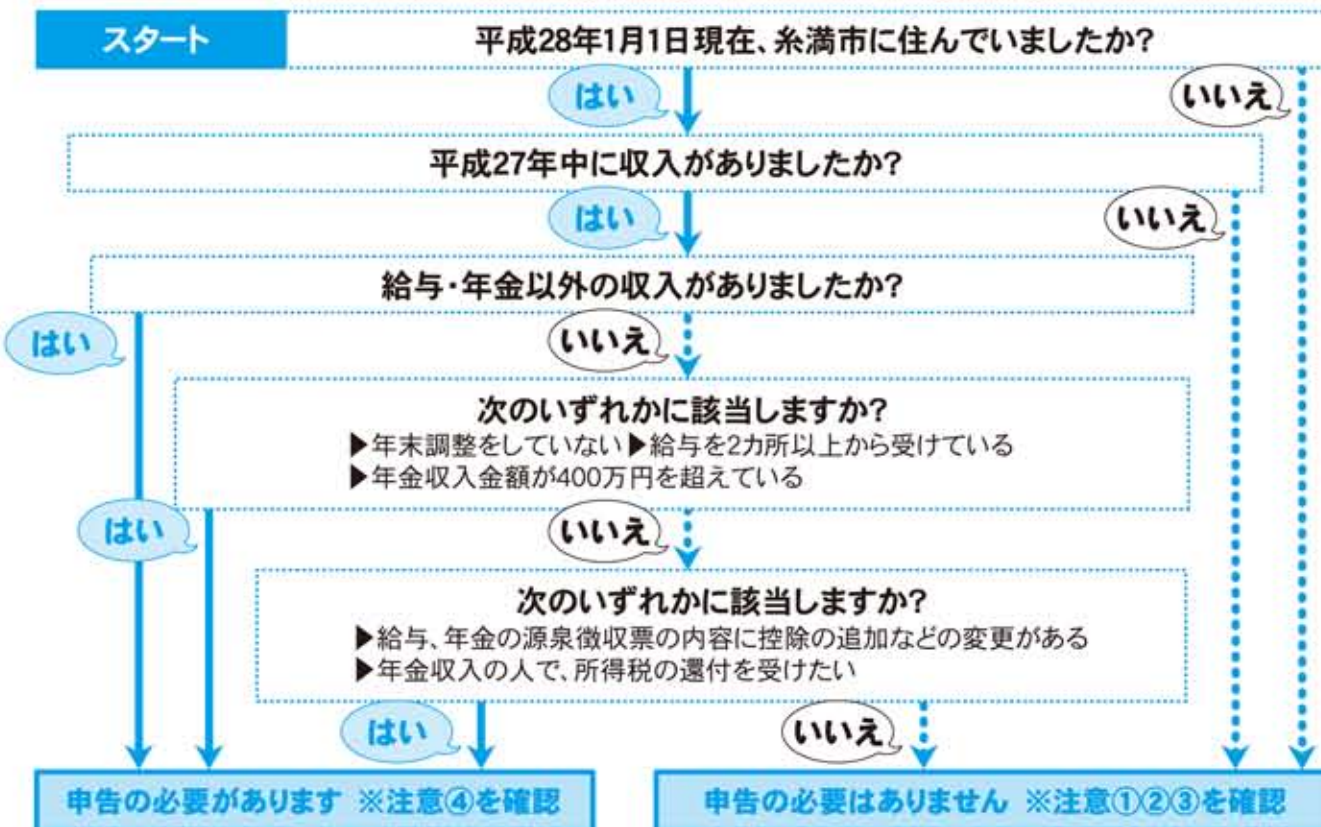 スタート
平成28年1月1日現在、糸満市に住んでいましたか?
はい
いいえ
平成27年中に収入がありましたか?
はい
いいえ
給与・年金以外の収入がありましたか?
はい
いいえ
次のいずれかに該当しますか?
▶年末調整をしていない▶給与を2カ所以上から受けている
▶年金収入金額が400万円を超えている
はい
いいえ
次のいずれかに該当しますか?
▶給与、年金の源泉徴収票の内容に控除の追加などの変更がある
▶年金収入の人で、所得税の還付を受けたい
はい
いいえ
申告の必要があります ※注意④を確認
申告の必要はありません ※注意①②③を確認